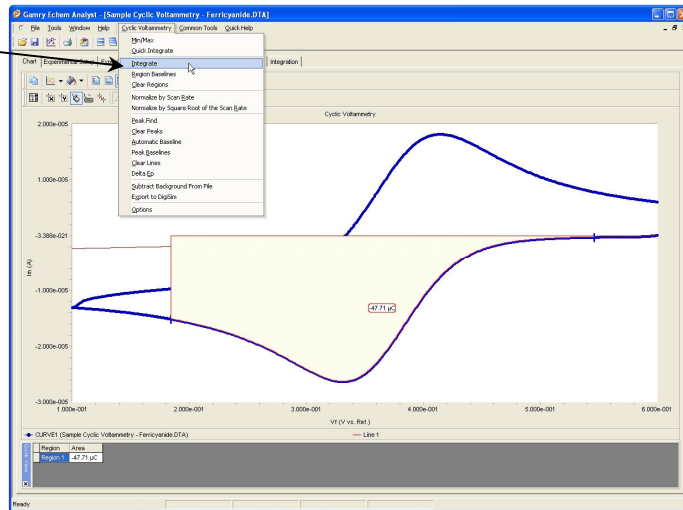 Gamry Echem Analyst - [Sample Cyclic Voltammetry - Ferricyanide.DTA]
File Tools Window Help Cyclic Voltammetry Common Tools Quick Help
Min/Max
Quick Integrate
Integrate
Region Baselines
Clear Regions
Normalize by Scan Rate
Normalize by Square Root of the Scan Rate
Peak Find
Clear Peaks
Automatic Baseline
Peak Baselines
Clear Lines
Delta Ep
Subtract Background From File
Export to DigiSim
Options
Chart Experimental Setup Integration
Cyclic Voltammetry
2.000e-005
1.000e-005
-3.388e-021
-1.000e-005
-2.000e-005
-3.000e-005
Im (A)
-47.71 µC
1.000e-001 2.000e-001 3.000e-001 4.000e-001 5.000e-001 6.000e-001
Vf (V vs. Ref.)
CURVE1 (Sample Cyclic Voltammetry - Ferricyanide.DTA) Line 1
Region Area
Region 1 -47.71 µC
Ready